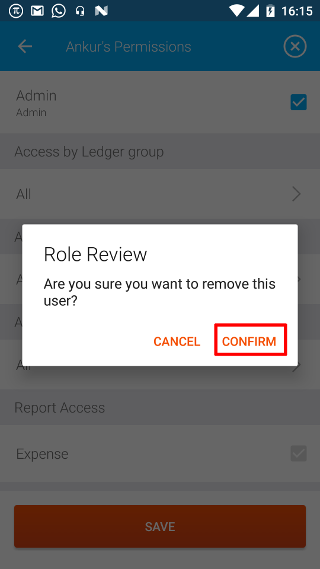 16:15
Ankur's Permissions
Admin
Admin
Access by Ledger group
All
A
Role Review
Are you sure you want to remove this
user?
A
A
CANCEL
CONFIRM
All
Report Access
Expense
SAVE